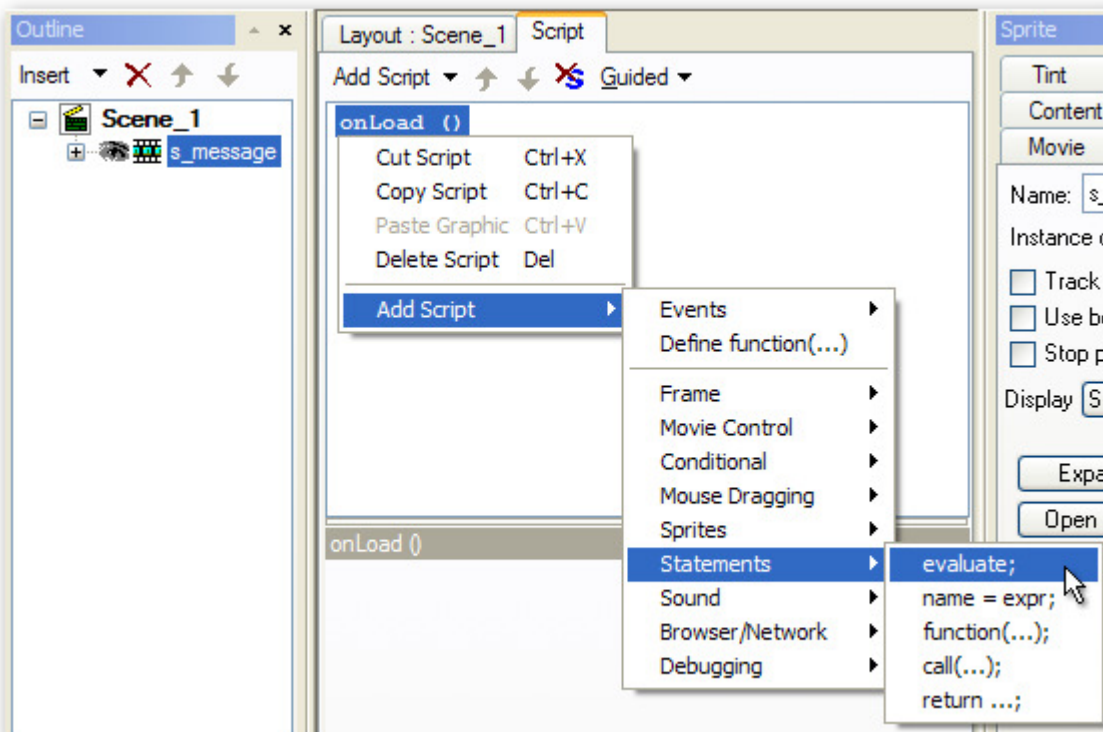 Outline
Insert
Scene_1
s_message
Layout : Scene_1
Script
Add Script
Guided
onLoad ()
Cut Script Ctrl+X
Copy Script Ctrl+C
Paste Graphic Ctrl+V
Delete Script Del
Add Script
Events
Define function(...)
Frame
Movie Control
Conditional
Mouse Dragging
Sprites
Statements
Sound
Browser/Network
Debugging
evaluate;
name = expr;
function(...);
call(...);
return ...;
onLoad ()
Sprite
Tint
Content
Movie
Name: s_
Instance
Track
Use
Stop
Display S
Expa
Open